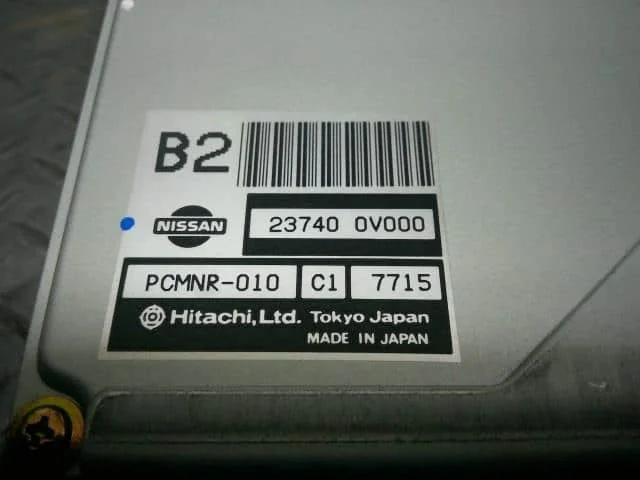 B2
NISSAN 23740 0V000
PCMNR-010 C1 7715
Hitachi, Ltd. Tokyo Japan
MADE IN JAPAN